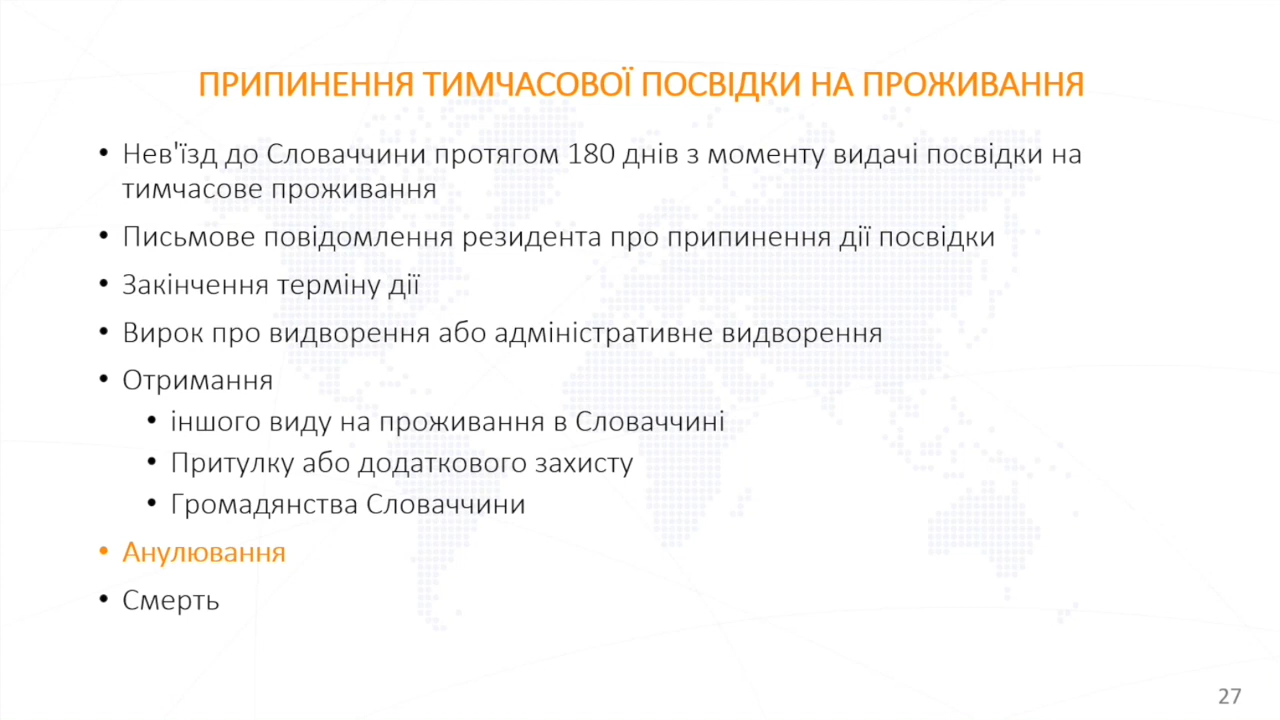 ПРИПИНЕННЯ ТИМЧАСОВОЇ ПОСВІДКИ НА ПРОЖИВАННЯ
• Нев'їзд до Словаччини протягом 180 днів з моменту видачі посвідки на
тимчасове проживання
• Письмове повідомлення резидента про припинення дії посвідки
• Закінчення терміну дії
• Вирок про видворення або адміністративне видворення
• Отримання
• іншого виду на проживання в Словаччині
• Притулку або додаткового захисту
• Громадянства Словаччини
• Анулювання
• Смерть
27